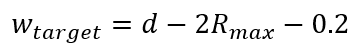 w_target = d − 2R_max − 0.2